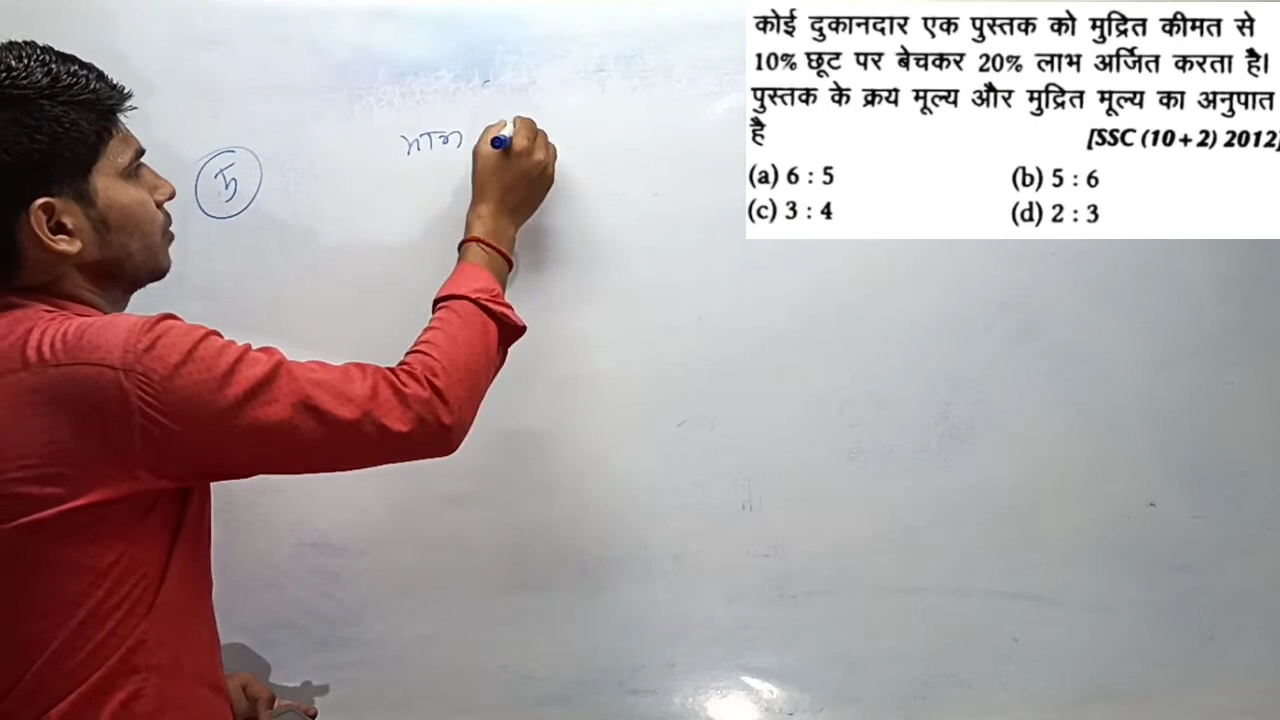 कोई दुकानदार एक पुस्तक को मुद्रित कीमत से
10% छूट पर बेचकर 20% लाभ अर्जित करता है।
पुस्तक के क्रय मूल्य और मुद्रित मूल्य का अनुपात
है [SSC (10+2) 2012]
(a) 6 : 5 (b) 5 : 6
(c) 3 : 4 (d) 2 : 3
5
माना